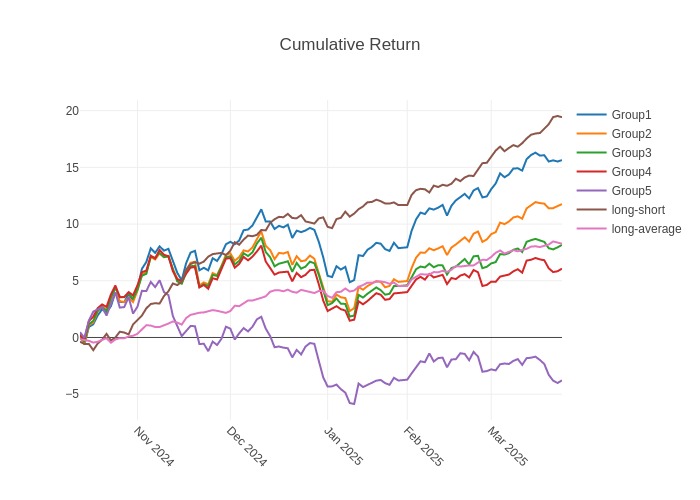 Cumulative Return
20
15
10
5
0
−5
Nov 2024
Dec 2024
Jan 2025
Feb 2025
Mar 2025
Group1
Group2
Group3
Group4
Group5
long-short
long-average